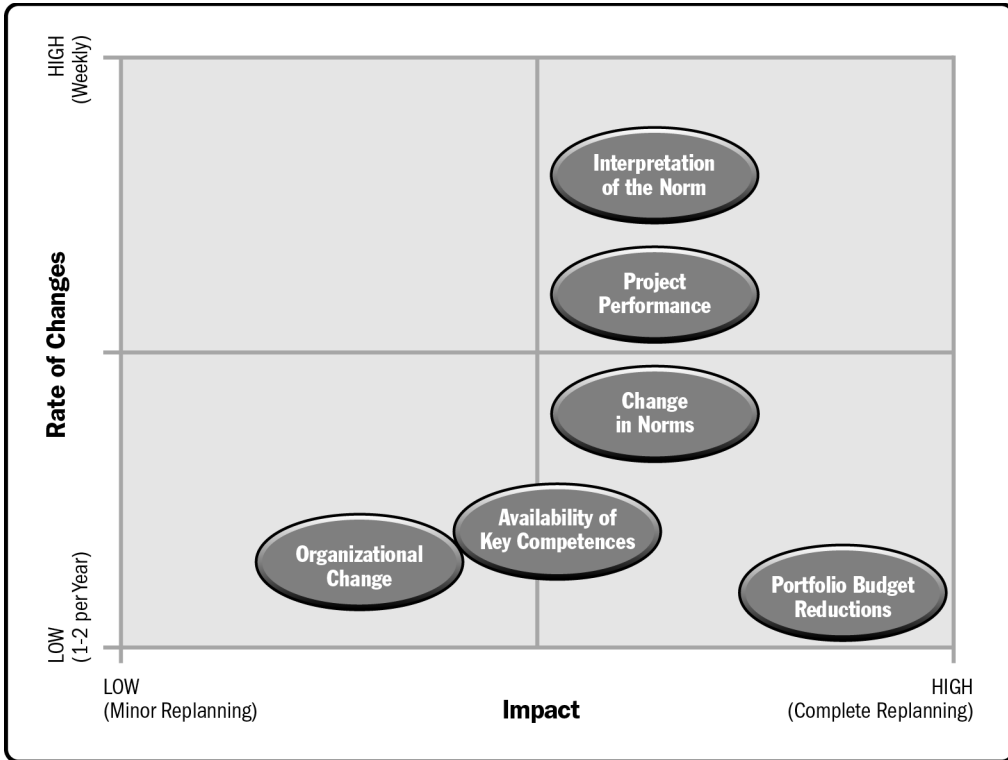 HIGH
(Weekly)
Rate of Changes
LOW
(1-2 per Year)
Interpretation
of the Norm
Project
Performance
Change
in Norms
Availability of
Key Competences
Organizational
Change
Portfolio Budget
Reductions
LOW
(Minor Replanning)
Impact
HIGH
(Complete Replanning)